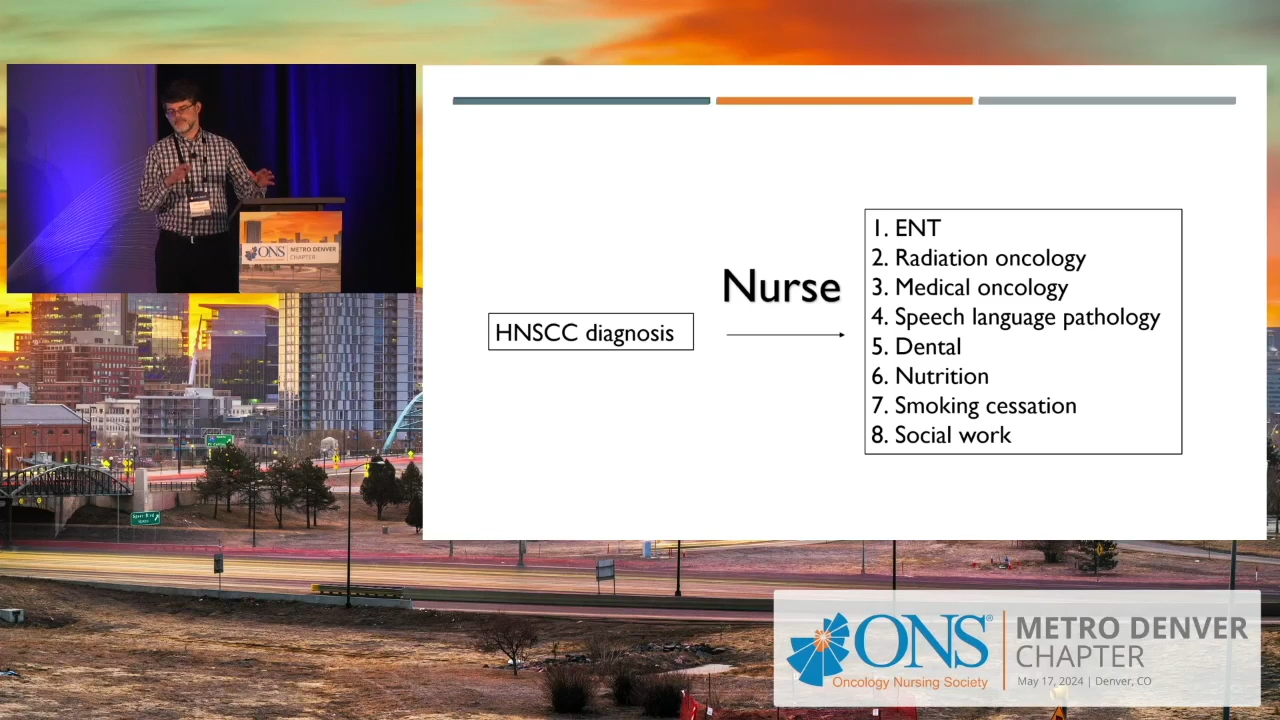 HNSCC diagnosis
Nurse
1. ENT
2. Radiation oncology
3. Medical oncology
4. Speech language pathology
5. Dental
6. Nutrition
7. Smoking cessation
8. Social work
ONS
METRO DENVER
CHAPTER
ONS®
Oncology Nursing Society
METRO DENVER
CHAPTER
May 17, 2024 | Denver, CO